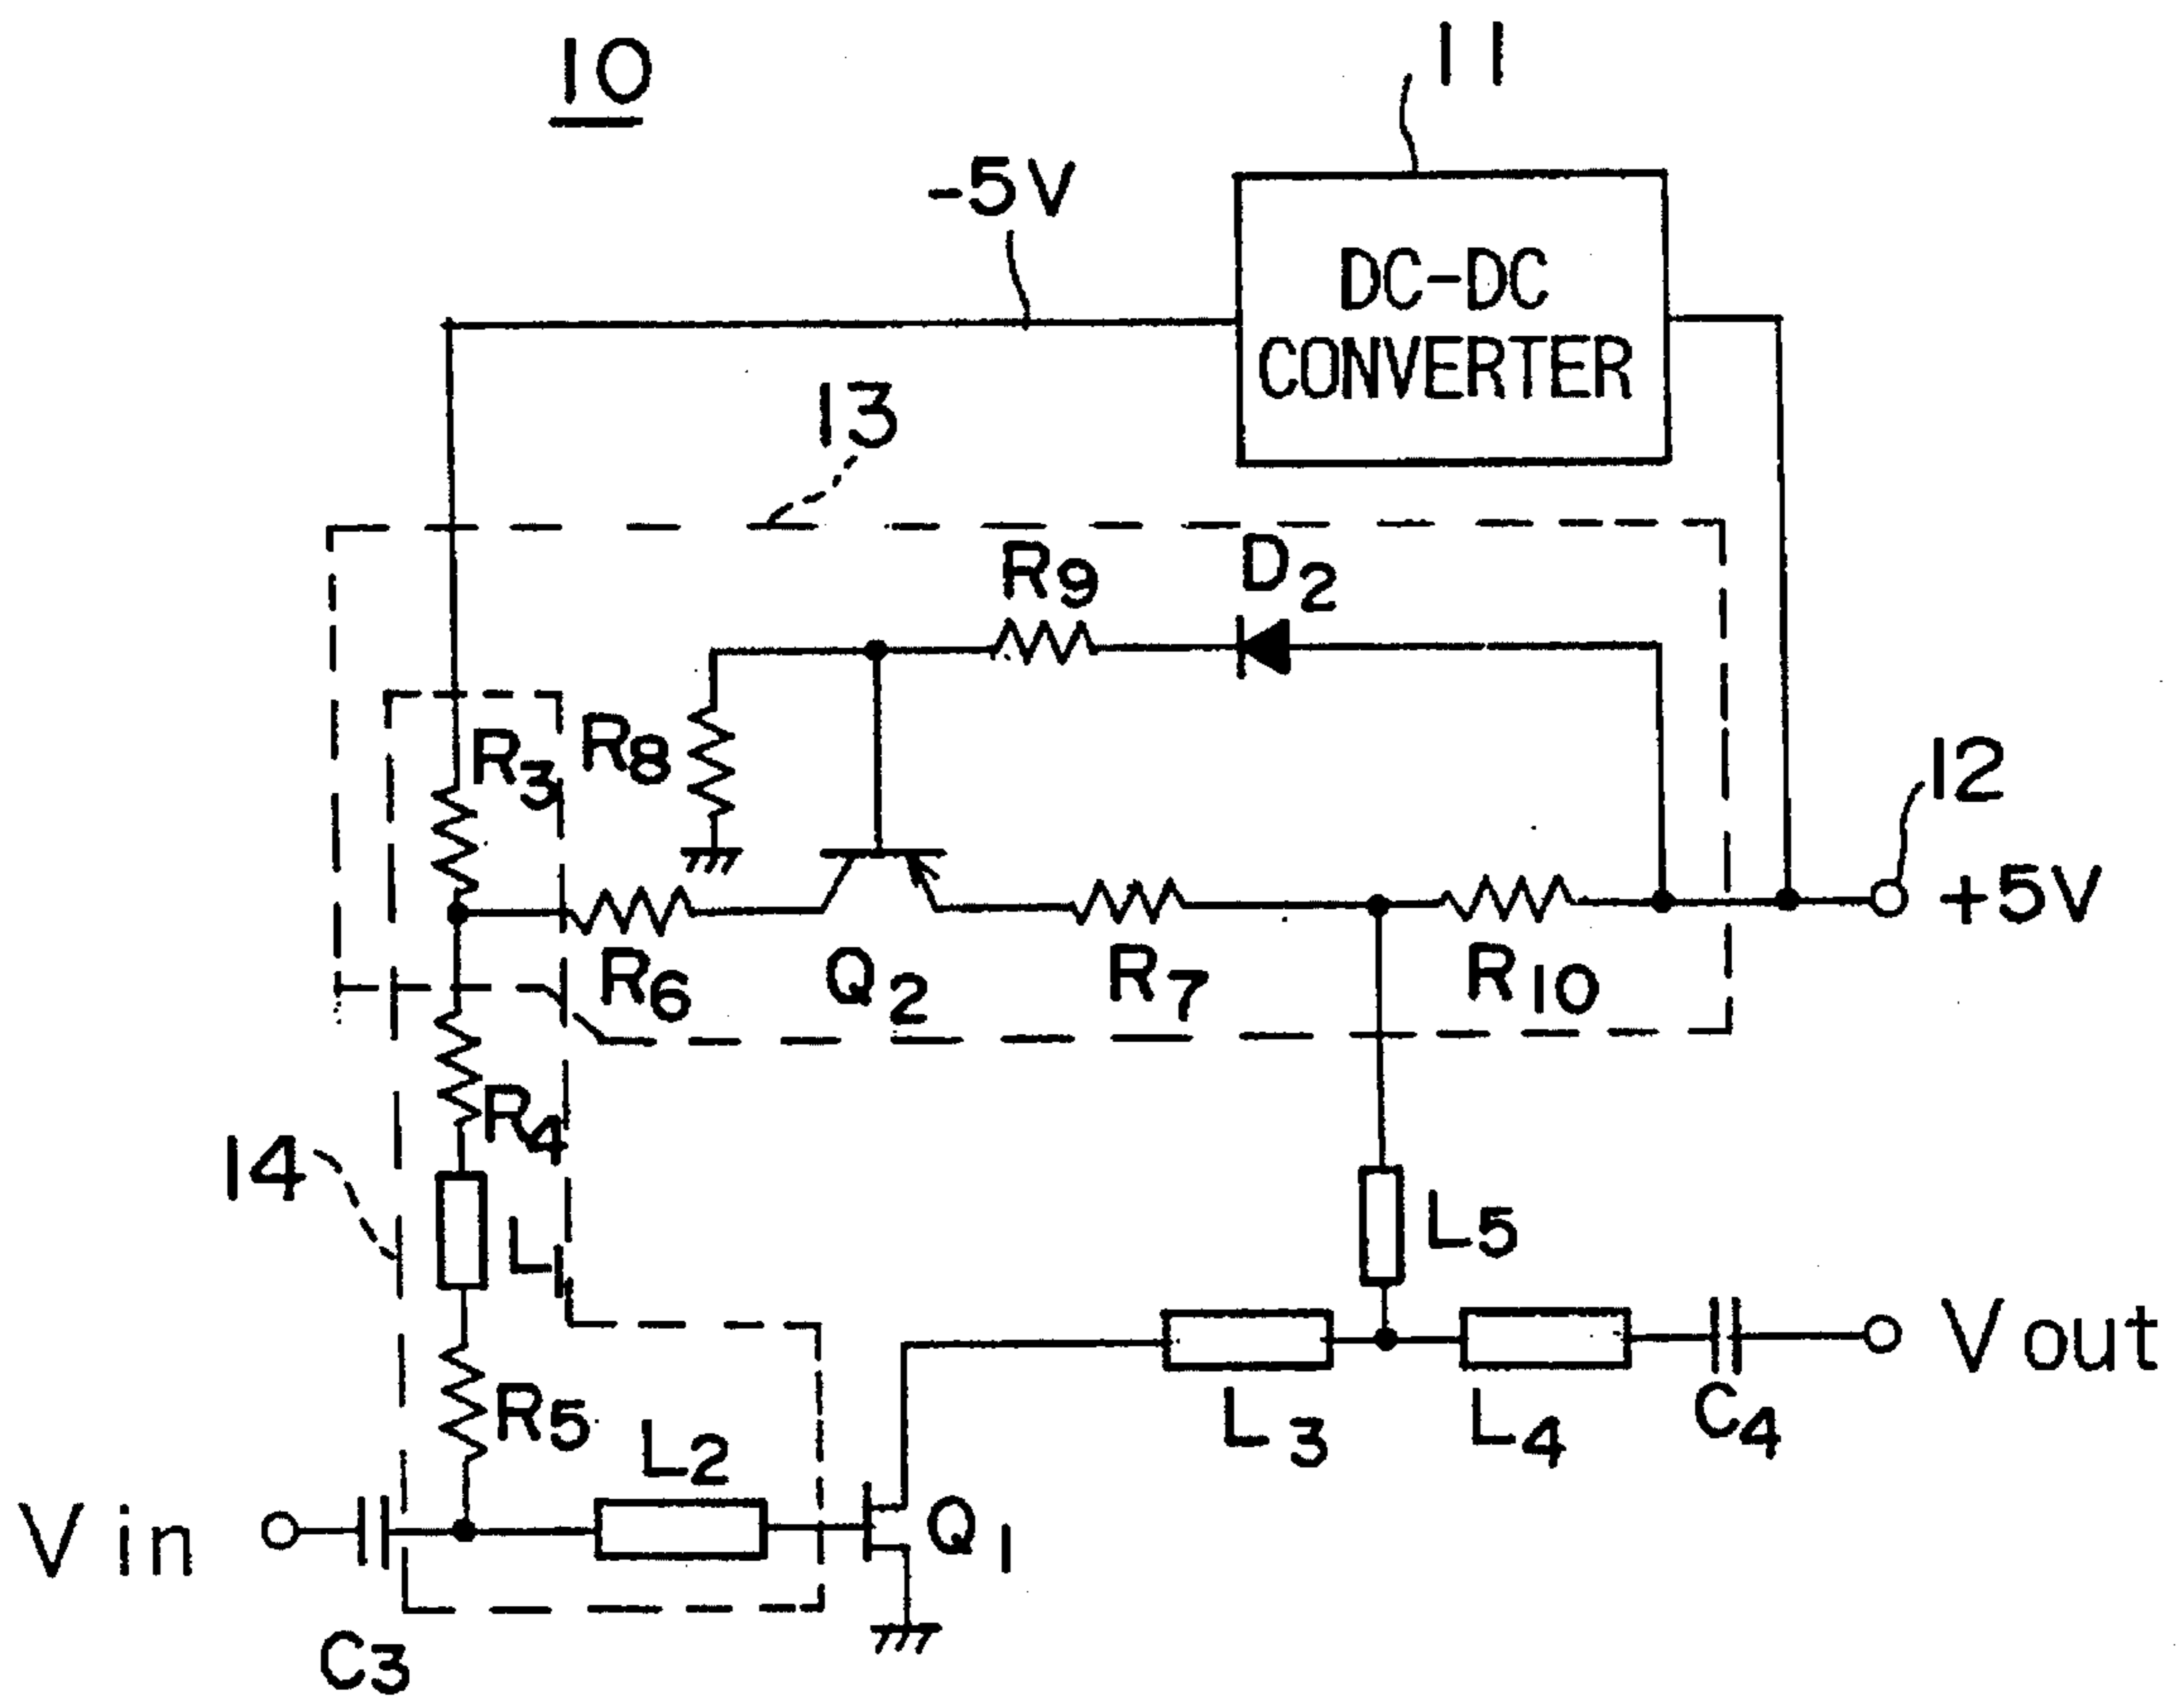 10
11
-5V
DC-DC
CONVERTER
13
R9
D2
R3
R8
12
+5V
R6
Q2
R7
R10
R4
14
L1
L5
Vout
R5
L2
L3
L4
C4
Vin
Q1
C3